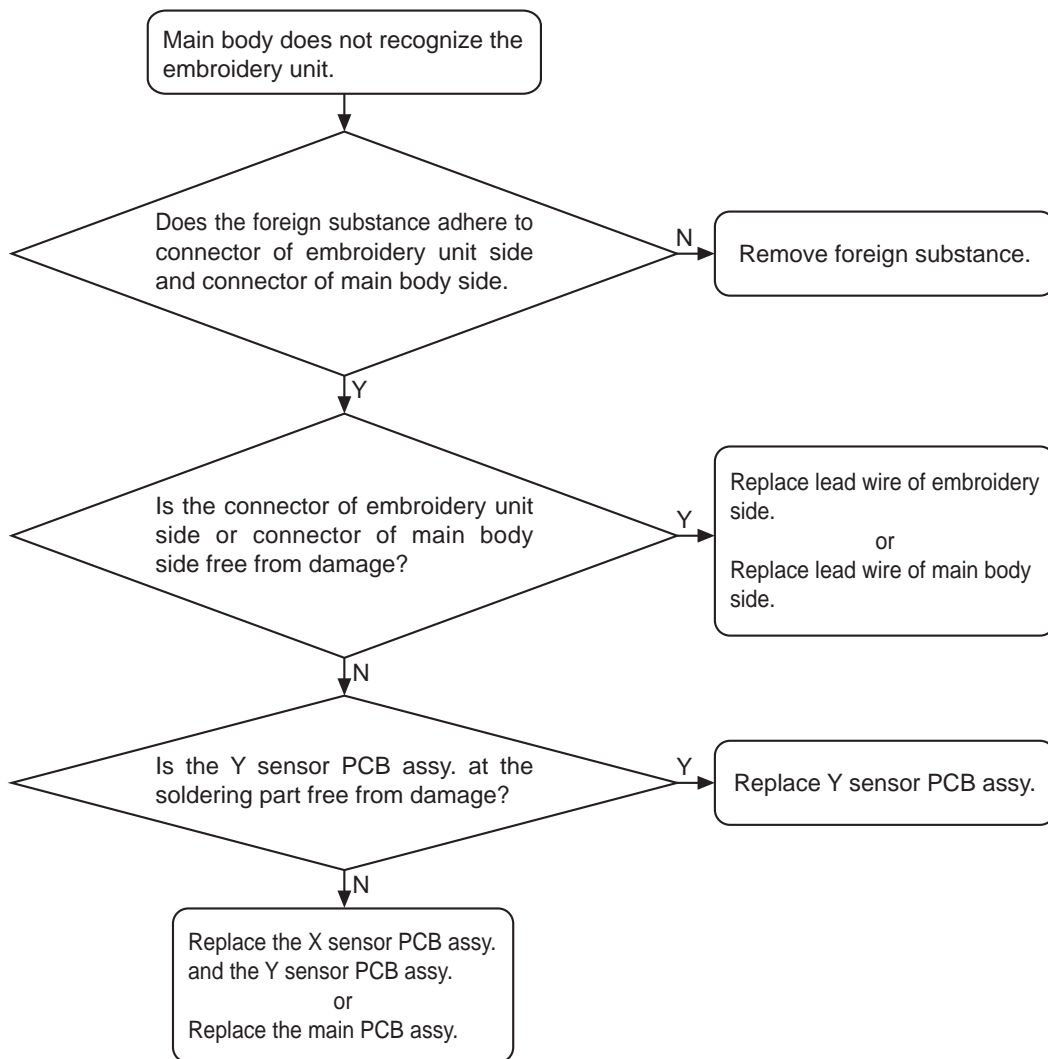 Main body does not recognize the
embroidery unit.
Does the foreign substance adhere to
connector of embroidery unit side
and connector of main body side.
N
Remove foreign substance.
Y
Is the connector of embroidery unit
side or connector of main body
side free from damage?
Y
Replace lead wire of embroidery
side.
or
Replace lead wire of main body
side.
N
Is the Y sensor PCB assy. at the
soldering part free from damage?
Y
Replace Y sensor PCB assy.
N
Replace the X sensor PCB assy.
and the Y sensor PCB assy.
or
Replace the main PCB assy.